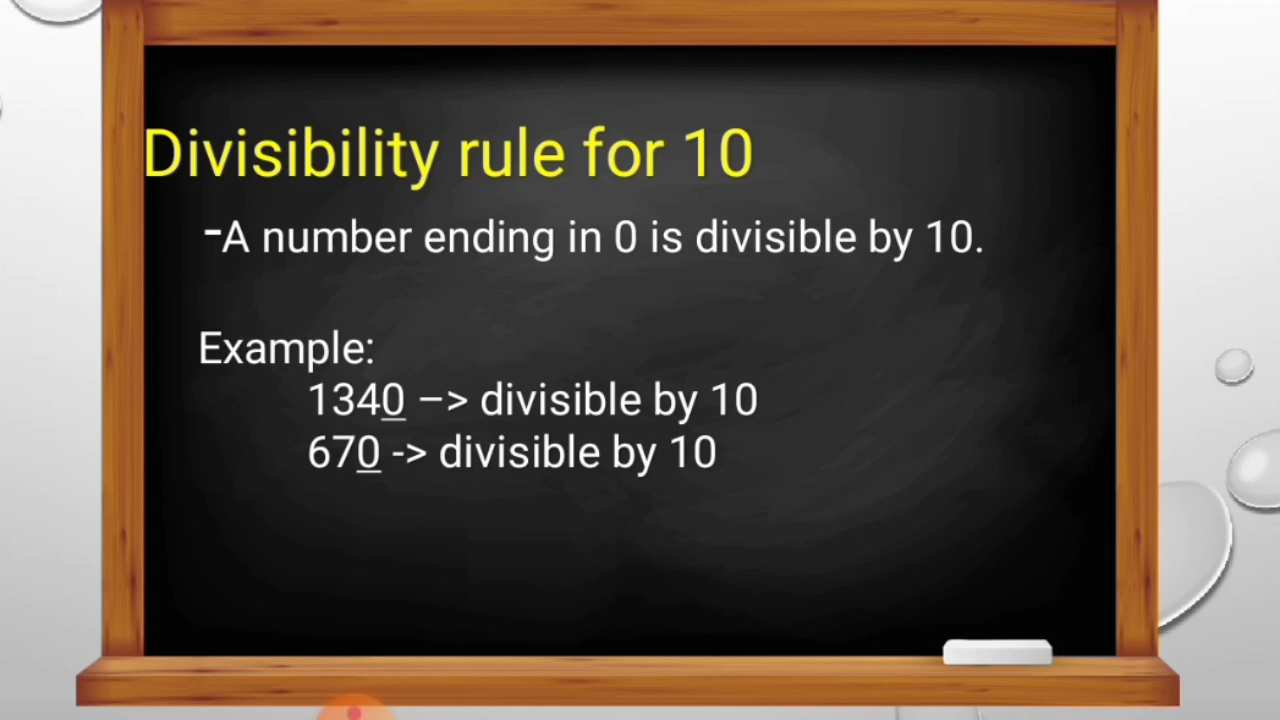 Divisibility rule for 10
-A number ending in 0 is divisible by 10.
Example:
1340 –> divisible by 10
670 -> divisible by 10